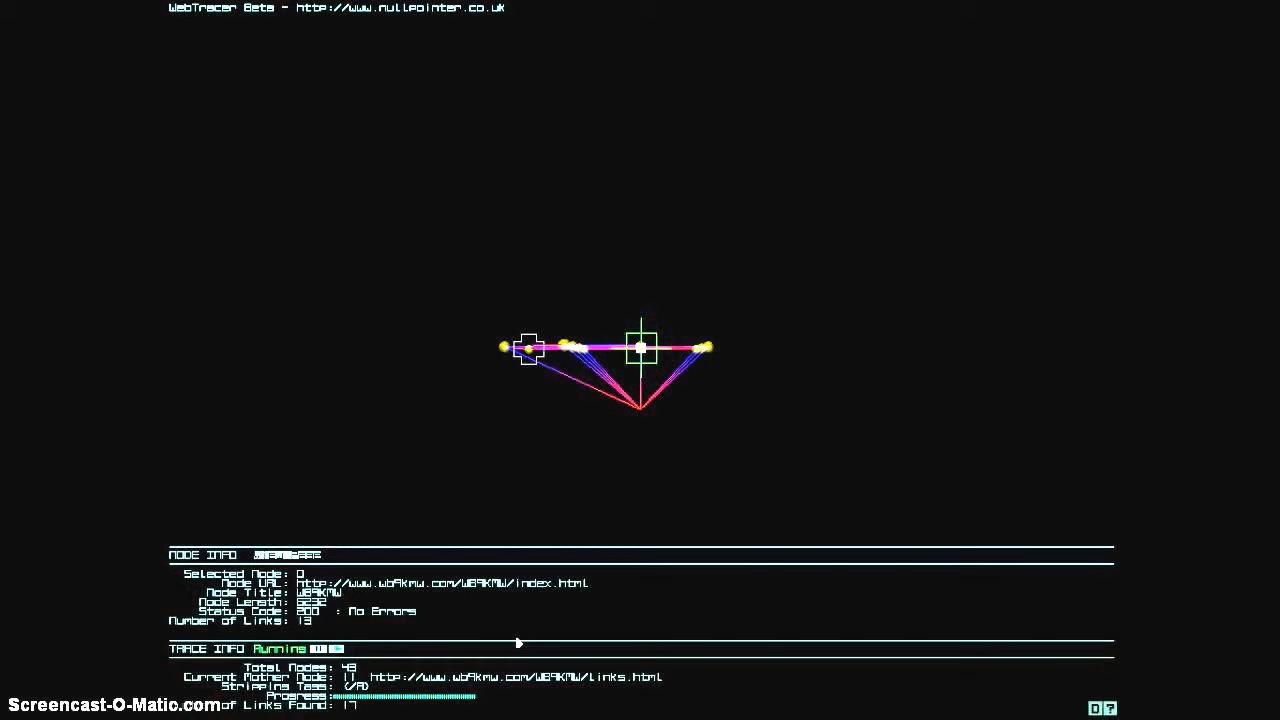 WebTracer Beta - http://www.nullpointer.co.uk
NODE INFO
Selected Node: 0
Node URL: http://www.wb9kmw.com/WB9KMW/index.html
Node Title: WB9KMW
Node Length: 5232
Status Code: 200 : No Errors
Number of Links: 13
TRACE INFO Running
Total Nodes: 48
Current Mother Node: 11 http://www.wb9kmw.com/WB9KMW/links.html
Stripping Tags: (/A)
Progress:
of Links Found: 17
Screencast-O-Matic.com
D ?